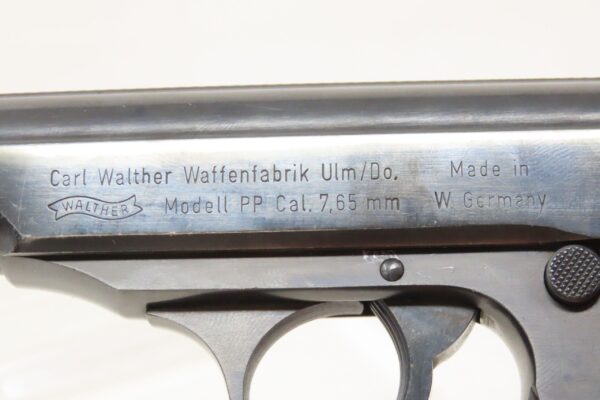 Carl Walther Waffenfabrik Ulm/Do. Made in
WALTHER Modell PP Cal. 7,65 mm W. Germany